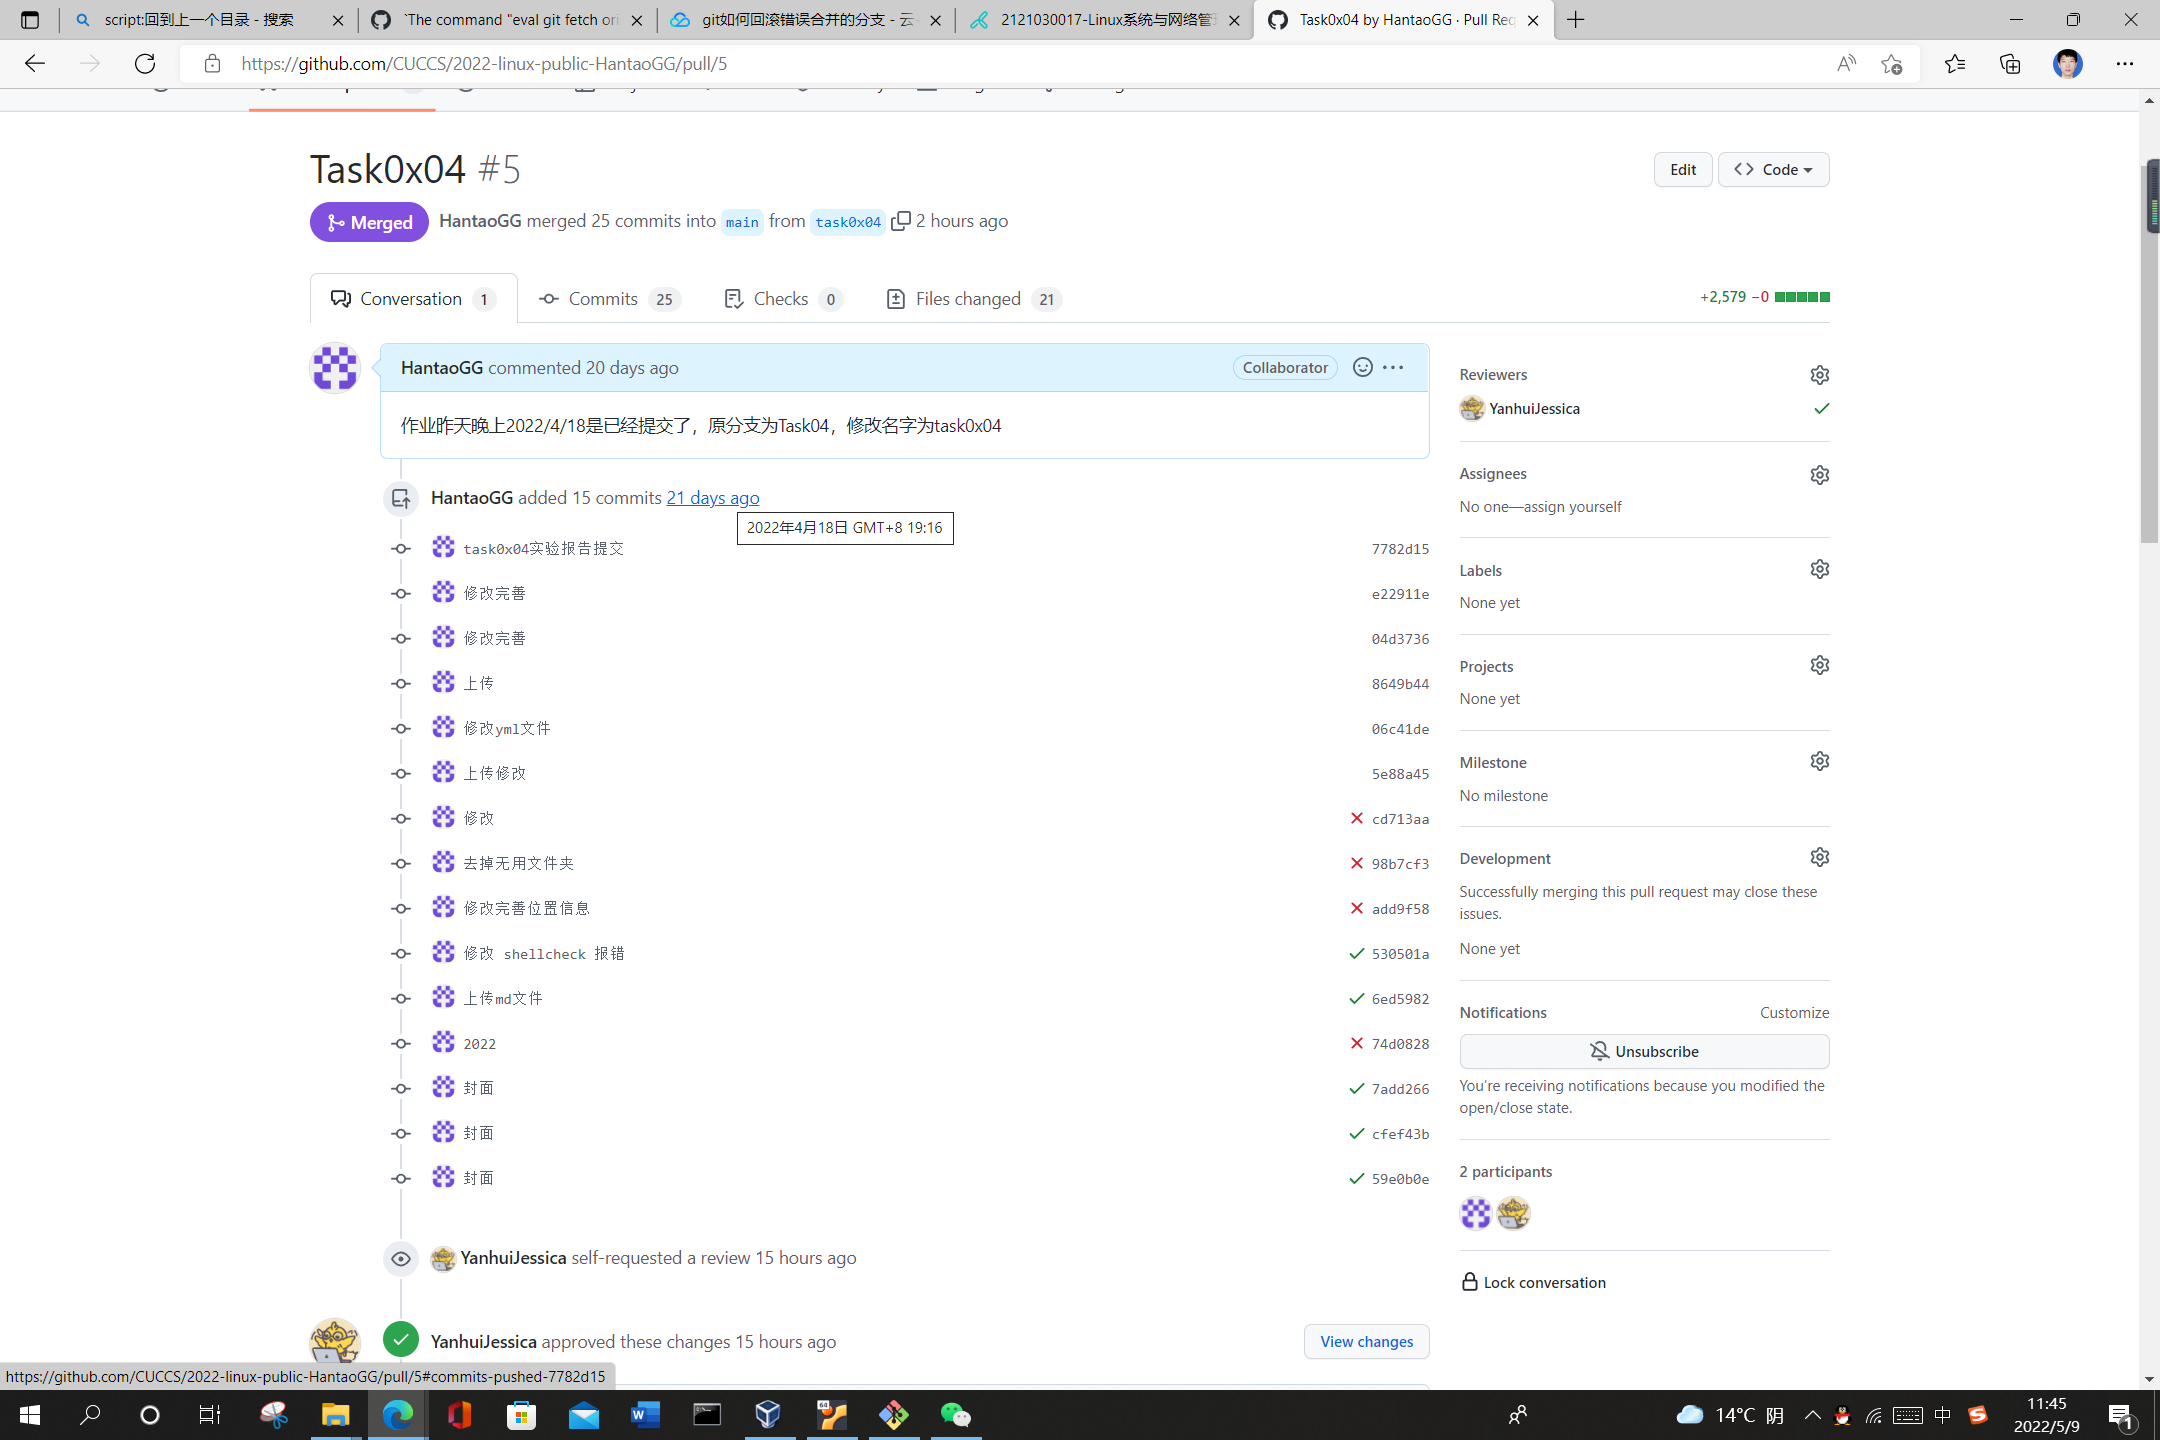 script:回到上一个目录 - 搜索
`The command "eval git fetch ori
git如何回滚错误合并的分支 - 云
2121030017-Linux系统与网络管
Task0x04 by HantaoGG · Pull Req
https://github.com/CUCCS/2022-linux-public-HantaoGG/pull/5
Task0x04 #5
Edit
Code
Merged
HantaoGG merged 25 commits into main from task0x04 2 hours ago
Conversation 1
Commits 25
Checks 0
Files changed 21
+2,579 −0
HantaoGG commented 20 days ago
Collaborator
作业昨天晚上2022/4/18是已经提交了，原分支为Task04，修改名字为task0x04
HantaoGG added 15 commits 21 days ago
2022年4月18日 GMT+8 19:16
task0x04实验报告提交 7782d15
修改完善 e22911e
修改完善 04d3736
上传 8649b44
修改yml文件 06c41de
上传修改 5e88a45
修改 cd713aa
去掉无用文件夹 98b7cf3
修改完善位置信息 add9f58
修改 shellcheck 报错 530501a
上传md文件 6ed5982
2022 74d0828
封面 7add266
封面 cfef43b
封面 59e0b0e
YanhuiJessica self-requested a review 15 hours ago
YanhuiJessica approved these changes 15 hours ago
View changes
Reviewers
YanhuiJessica
Assignees
No one—assign yourself
Labels
None yet
Projects
None yet
Milestone
No milestone
Development
Successfully merging this pull request may close these
issues.
None yet
Notifications
Customize
Unsubscribe
You're receiving notifications because you modified the
open/close state.
2 participants
Lock conversation
https://github.com/CUCCS/2022-linux-public-HantaoGG/pull/5#commits-pushed-7782d15
64
14°C 阴
中
11:45
2022/5/9
1